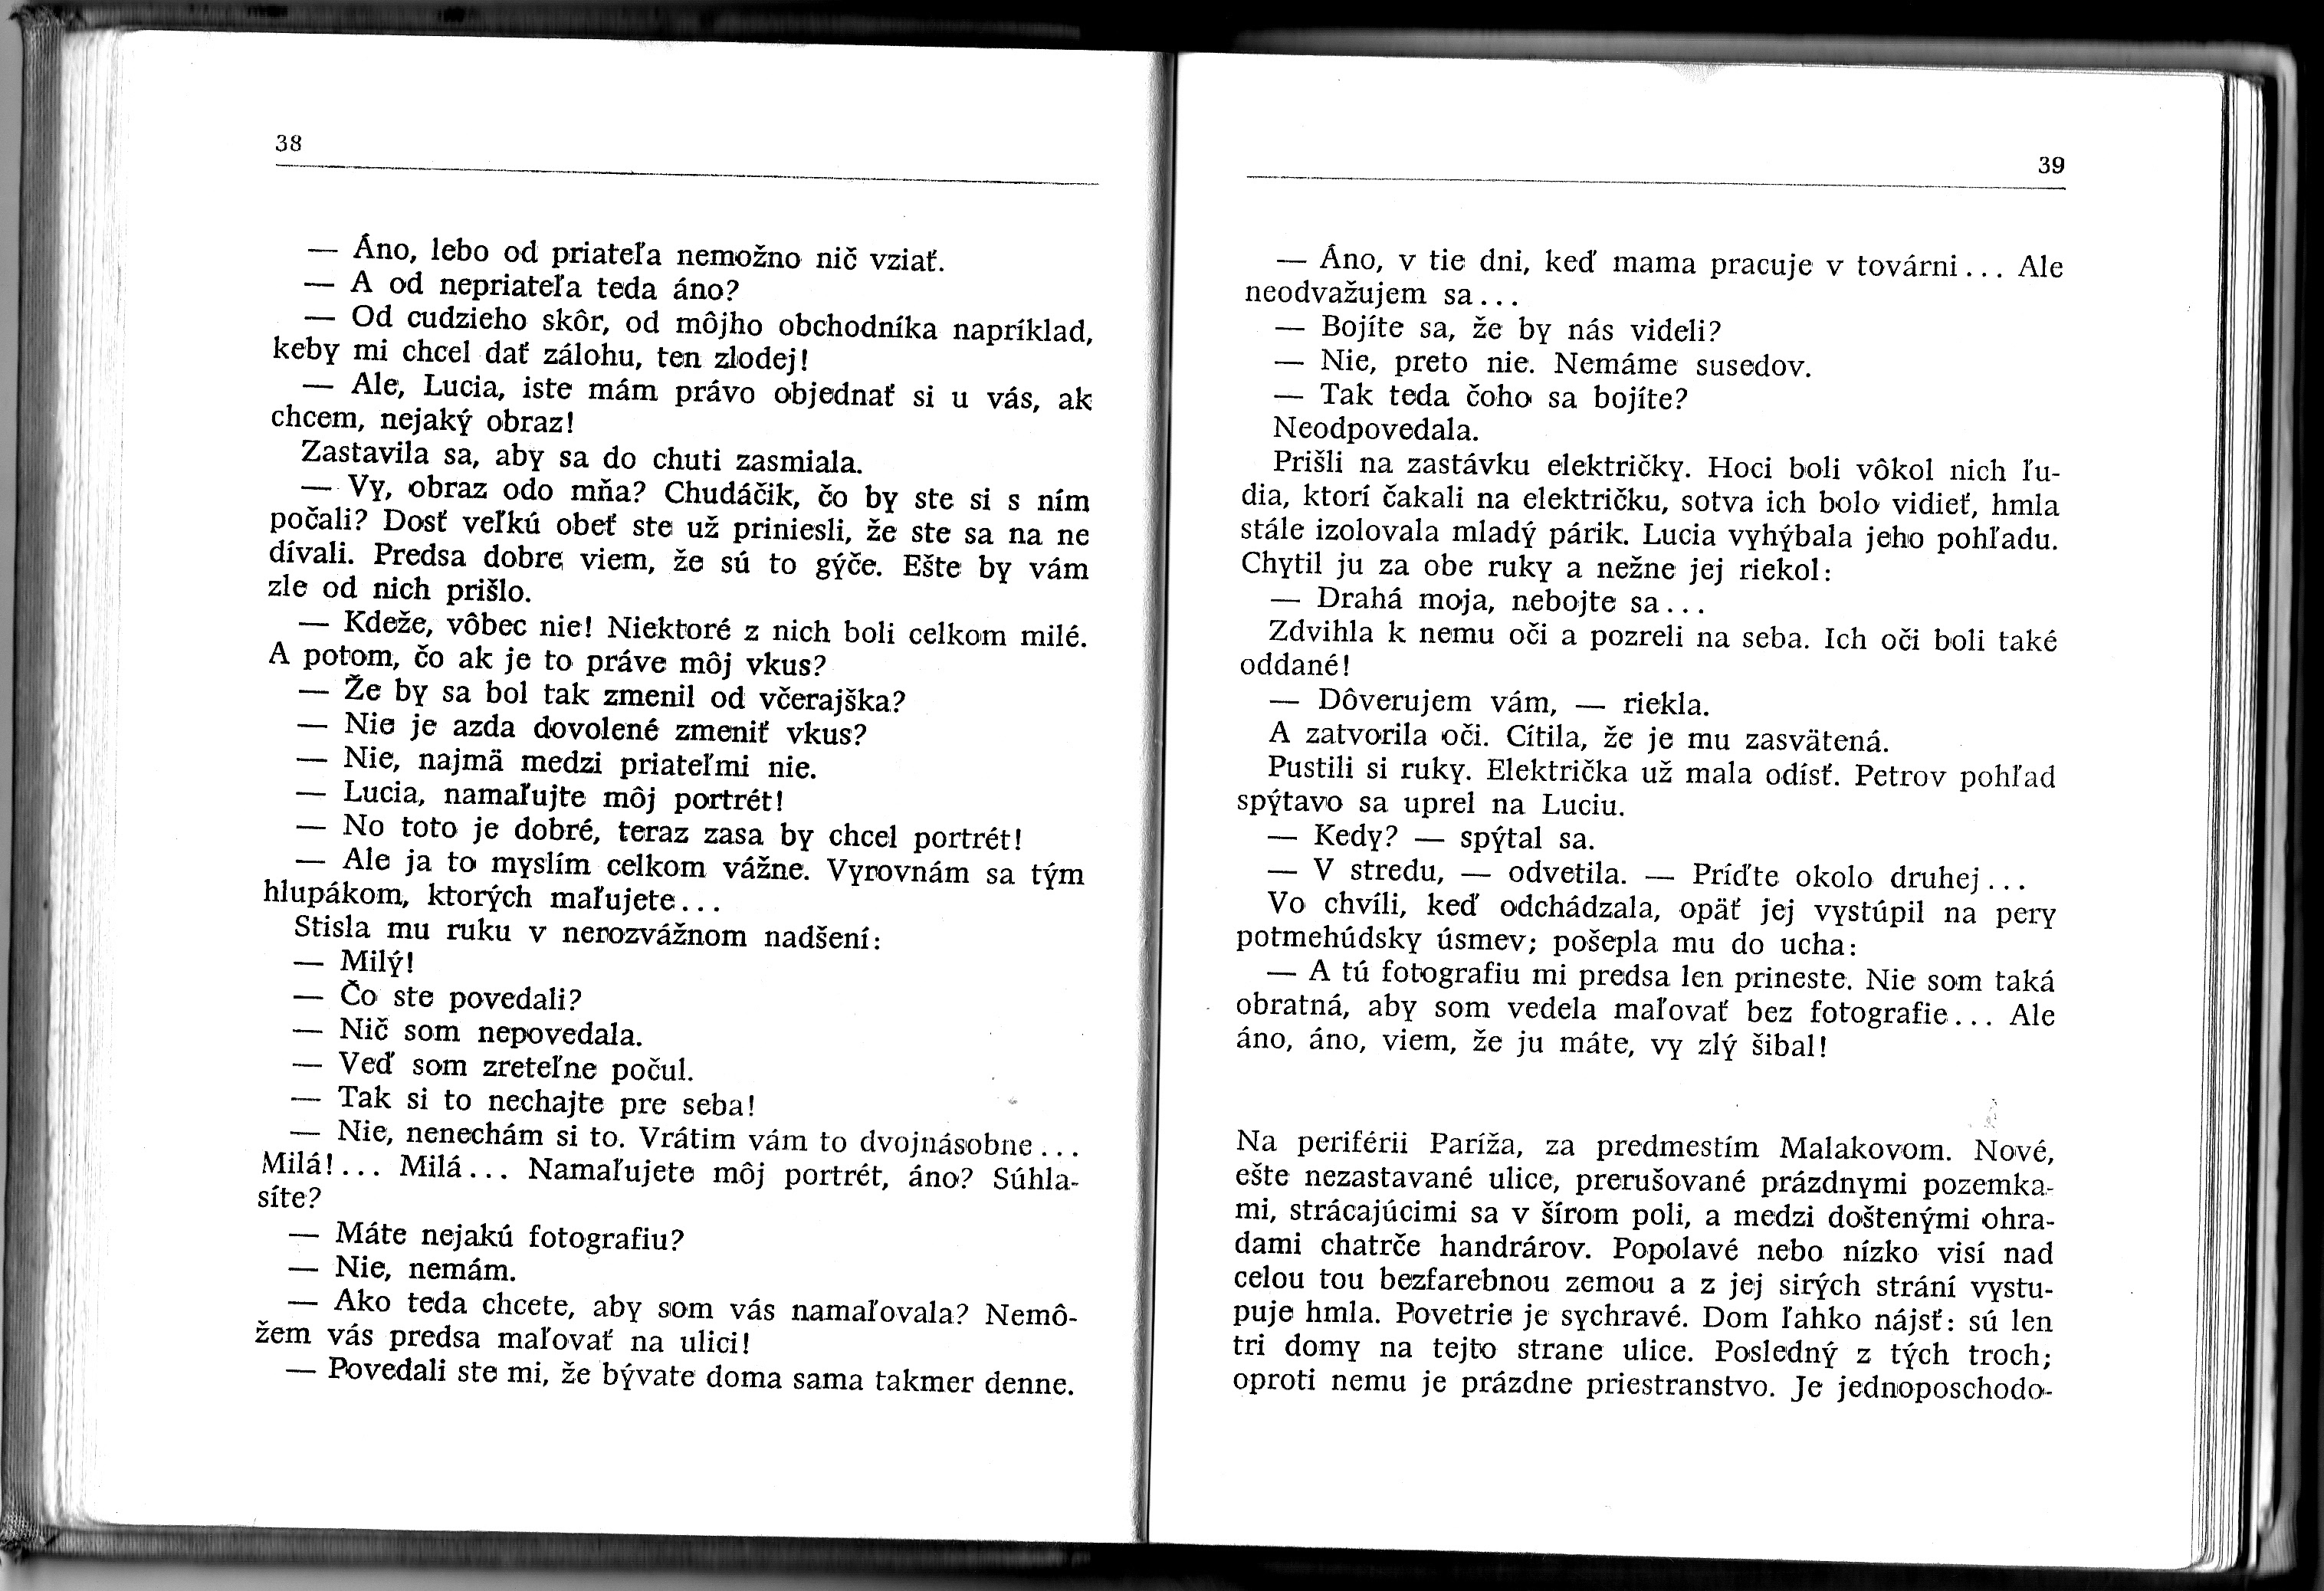 38
— Áno, lebo od priateľa nemožno nič vziať.
— A od nepriateľa teda áno?
— Od cudzieho skôr, od môjho obchodníka napríklad,
keby mi chcel dať zálohu, ten zlodej!
— Ale, Lucia, iste mám právo objednať si u vás, ak
chcem, nejaký obraz!
Zastavila sa, aby sa do chuti zasmiala.
— Vy, obraz odo mňa? Chudáčik, čo by ste si s ním
počali? Dosť veľkú obeť ste už priniesli, že ste sa na ne
dívali. Predsa dobre viem, že sú to gýče. Ešte by vám
zle od nich prišlo.
— Kdeže, vôbec nie! Niektoré z nich boli celkom milé.
A potom, čo ak je to práve môj vkus?
— Že by sa bol tak zmenil od včerajška?
— Nie je azda dovolené zmeniť vkus?
— Nie, najmä medzi priateľmi nie.
— Lucia, namaľujte môj portrét!
— No toto je dobré, teraz zasa by chcel portrét!
— Ale ja to myslím celkom vážne. Vyrovnám sa tým
hlupákom, ktorých maľujete...
Stisla mu ruku v nerozvážnom nadšení:
— Milý!
— Čo ste povedali?
— Nič som nepovedala.
— Veď som zreteľne počul.
— Tak si to nechajte pre seba!
— Nie, nenechám si to. Vrátim vám to dvojnásobne...
Milá!... Milá... Namaľujete môj portrét, áno? Súhla-
síte?
— Máte nejakú fotografiu?
— Nie, nemám.
— Ako teda chcete, aby som vás namaľovala? Nemô-
žem vás predsa maľovať na ulici!
— Povedali ste mi, že bývate doma sama takmer denne.
39
— Áno, v tie dni, keď mama pracuje v továrni... Ale
neodvažujem sa...
— Bojíte sa, že by nás videli?
— Nie, preto nie. Nemáme susedov.
— Tak teda čoho sa bojíte?
Neodpovedala.
Prišli na zastávku električky. Hoci boli vôkol nich ľu-
dia, ktorí čakali na električku, sotva ich bolo vidieť, hmla
stále izolovala mladý párik. Lucia vyhýbala jeho pohľadu.
Chytil ju za obe ruky a nežne jej riekol:
— Drahá moja, nebojte sa...
Zdvihla k nemu oči a pozreli na seba. Ich oči boli také
oddané!
— Dôverujem vám, — riekla.
A zatvorila oči. Cítila, že je mu zasvätená.
Pustili si ruky. Električka už mala odísť. Petrov pohľad
spýtavo sa uprel na Luciu.
— Kedy? — spýtal sa.
— V stredu, — odvetila. — Príďte okolo druhej...
Vo chvíli, keď odchádzala, opäť jej vystúpil na pery
potmehúdsky úsmev; pošepla mu do ucha:
— A tú fotografiu mi predsa len prineste. Nie som taká
obratná, aby som vedela maľovať bez fotografie... Ale
áno, áno, viem, že ju máte, vy zlý šibal!
Na periférii Paríža, za predmestím Malakovom. Nové,
ešte nezastavané ulice, prerušované prázdnymi pozemka-
mi, strácajúcimi sa v šírom poli, a medzi doštenými ohra-
dami chatrče handrárov. Popolavé nebo nízko visí nad
celou tou bezfarebnou zemou a z jej sirých strání vystu-
puje hmla. Povetrie je sychravé. Dom ľahko nájsť: sú len
tri domy na tejto strane ulice. Posledný z tých troch;
oproti nemu je prázdne priestranstvo. Je jednoposchodo-